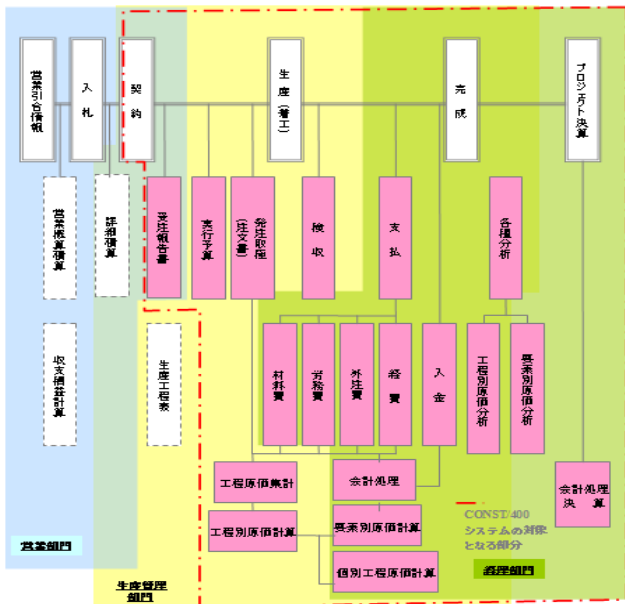 営業引合情報
入札
契約
生産(着工)
完成
プロジェクト決算
営業概算積算
詳細積算
受注報告書
実行予算
発注取極
(注文書)
検収
支払
各種分析
収支損益計算
生産工程表
材料費
労務費
外注費
経費
入金
工程別原価分析
要素別原価分析
工程原価集計
会計処理
会計処理
決算
工程別原価計算
要素別原価計算
個別工程原価計算
CONST/400
システムの対象
となる部分
営業部門
生産管理
部門
経理部門